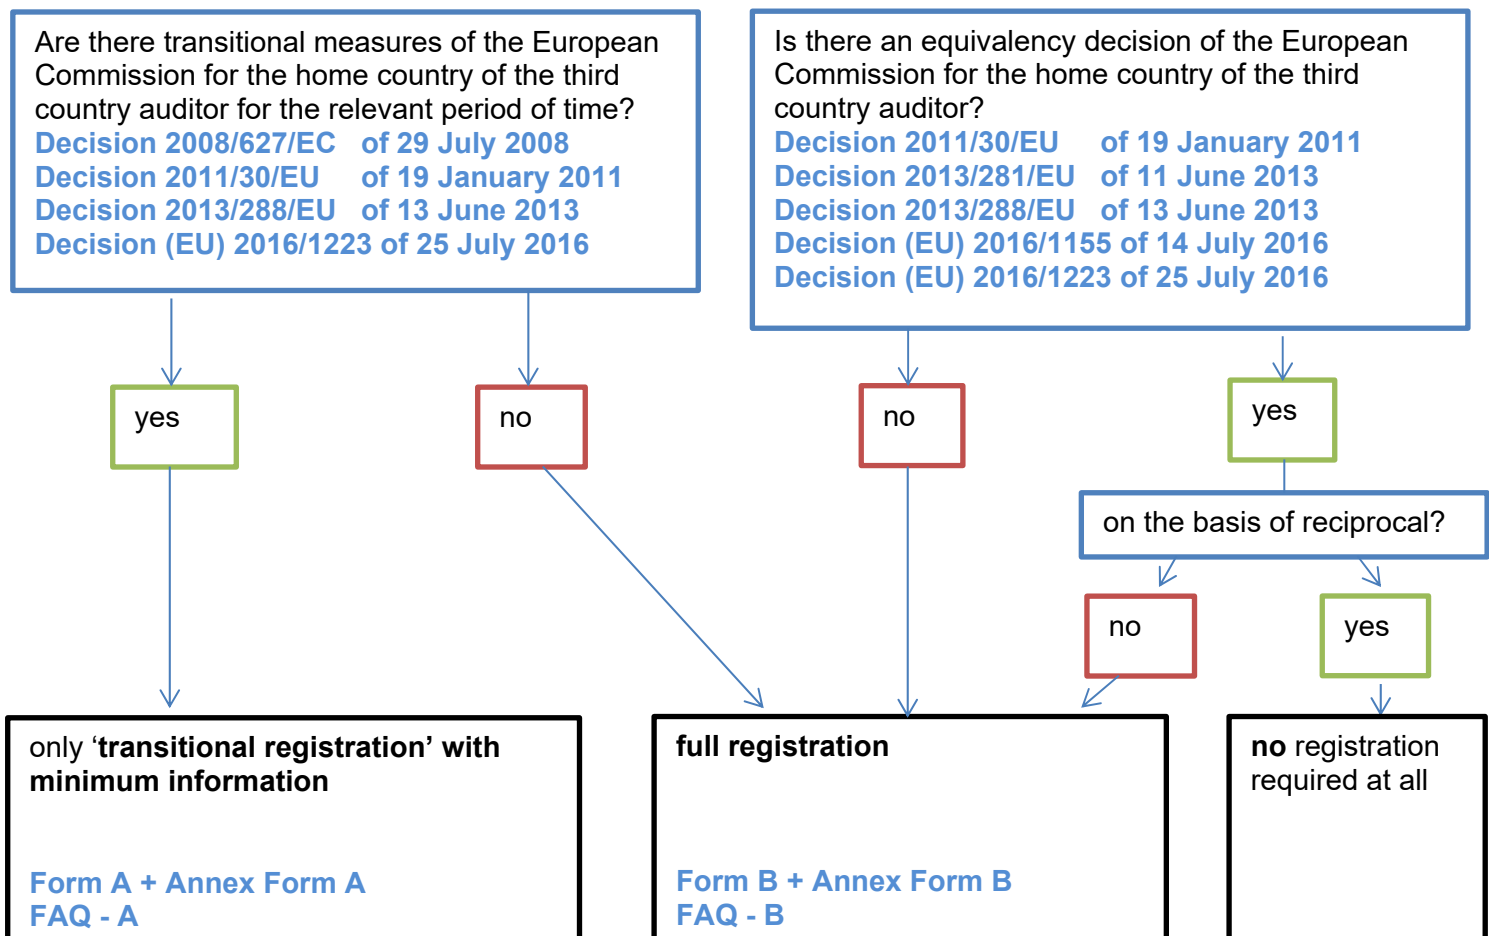 Are there transitional measures of the European
Commission for the home country of the third
country auditor for the relevant period of time?
Decision 2008/627/EC of 29 July 2008
Decision 2011/30/EU of 19 January 2011
Decision 2013/288/EU of 13 June 2013
Decision (EU) 2016/1223 of 25 July 2016
Is there an equivalency decision of the European
Commission for the home country of the third
country auditor?
Decision 2011/30/EU of 19 January 2011
Decision 2013/281/EU of 11 June 2013
Decision 2013/288/EU of 13 June 2013
Decision (EU) 2016/1155 of 14 July 2016
Decision (EU) 2016/1223 of 25 July 2016
yes
no
no
yes
on the basis of reciprocal?
no
yes
only ‘transitional registration’ with
minimum information
Form A + Annex Form A
FAQ - A
full registration
Form B + Annex Form B
FAQ - B
no registration
required at all